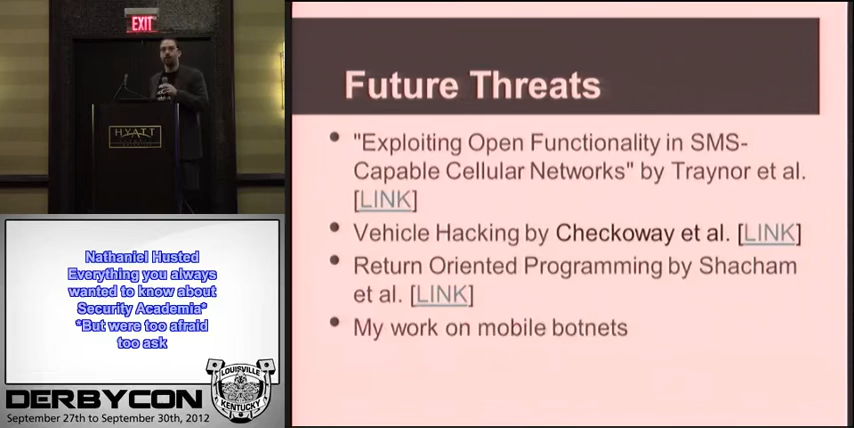 EXIT
HYATT
Future Threats
• "Exploiting Open Functionality in SMS-
Capable Cellular Networks" by Traynor et al.
[LINK]
• Vehicle Hacking by Checkoway et al. [LINK]
• Return Oriented Programming by Shacham
et al. [LINK]
• My work on mobile botnets
Nathaniel Husted
Everything you always
wanted to know about
Security Academia*
*But were too afraid
too ask
LOUISVILLE
KENTUCKY
DERBYCON
September 27th to September 30th, 2012